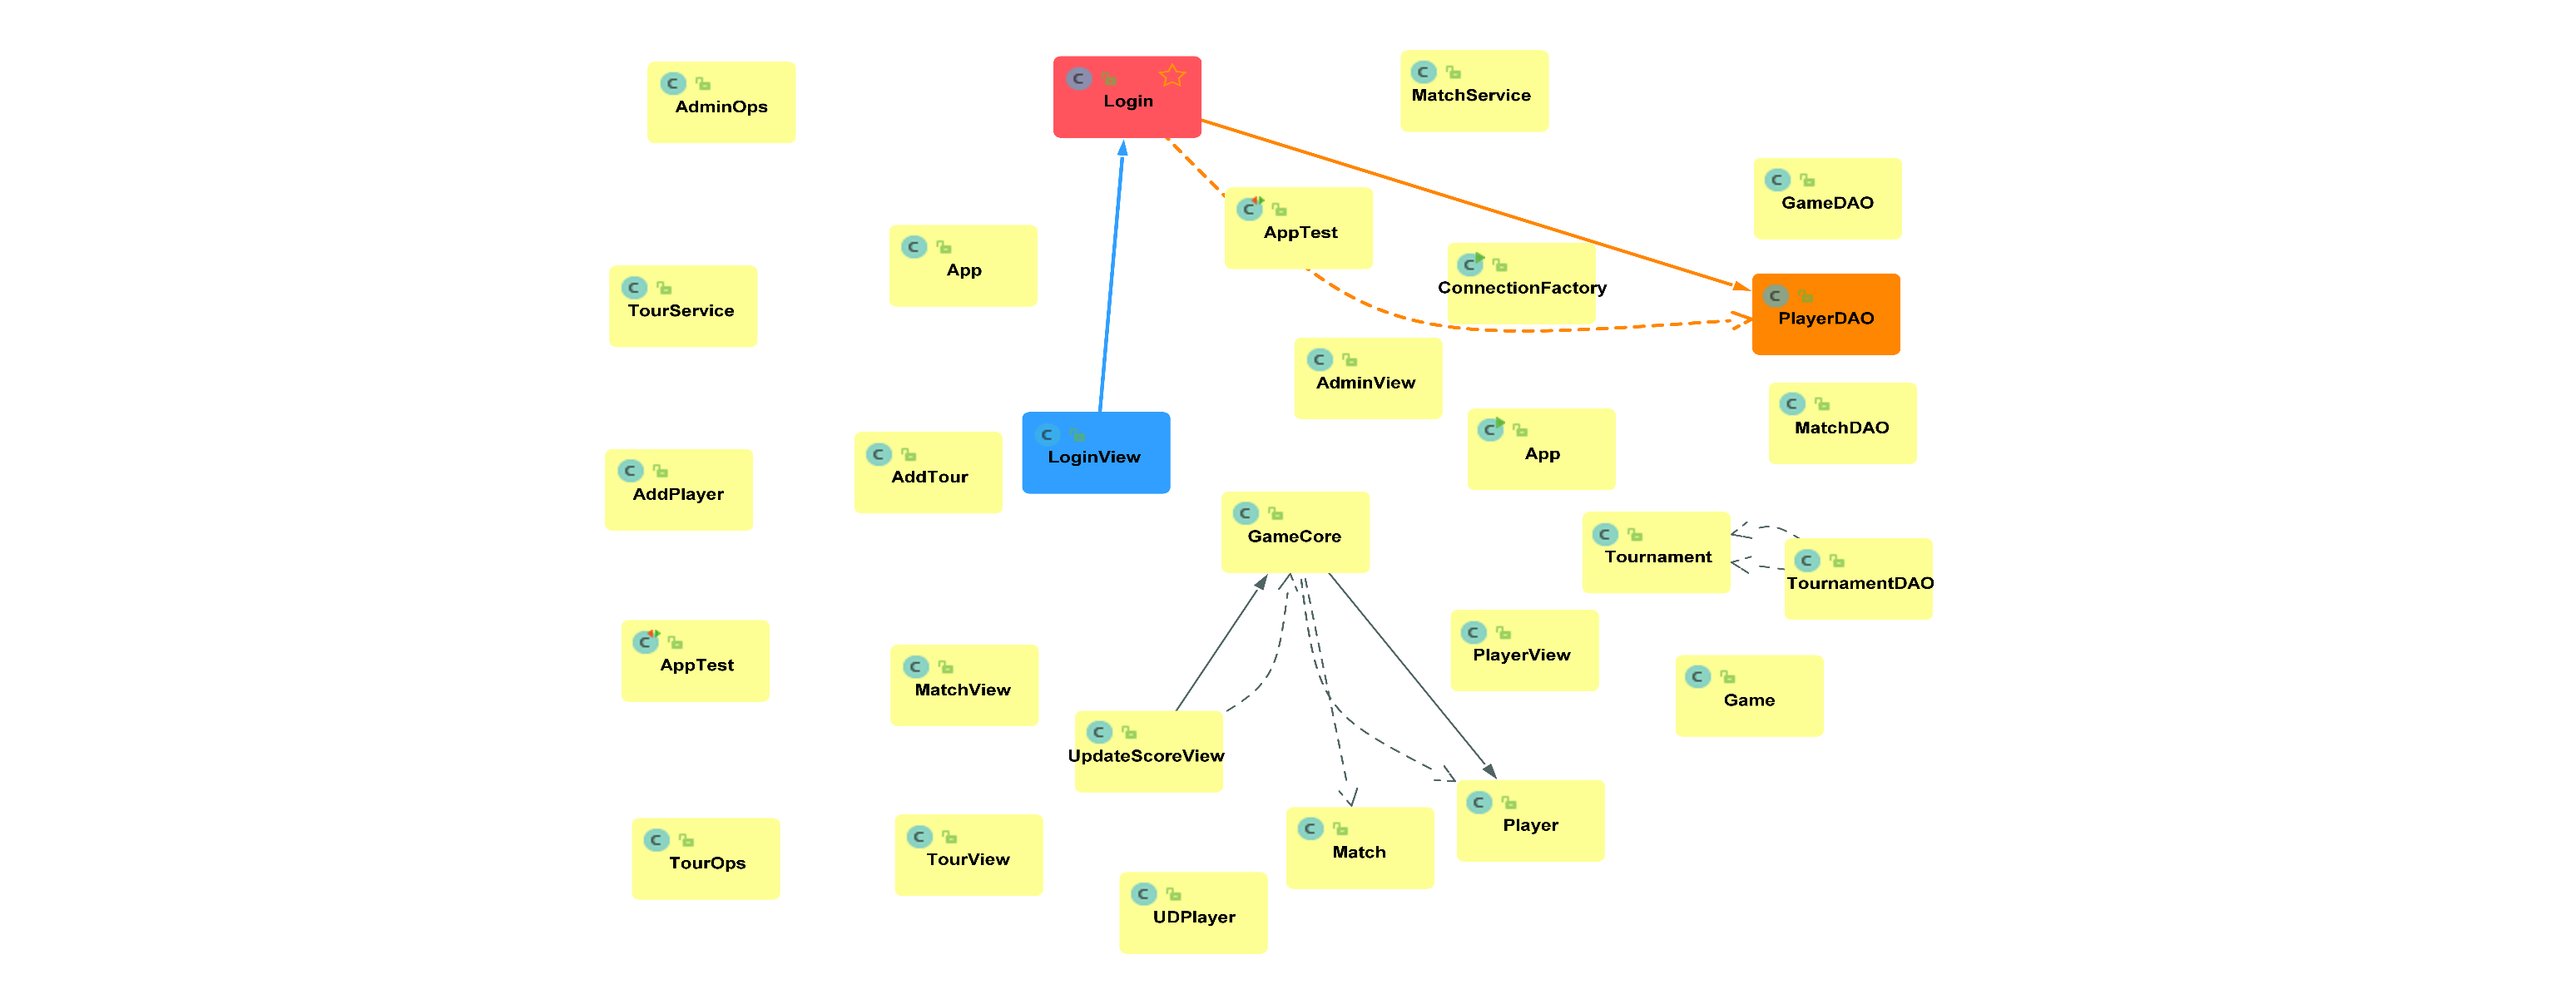 AdminOps
Login
MatchService
GameDAO
AppTest
App
ConnectionFactory
TourService
PlayerDAO
AdminView
MatchDAO
LoginView
App
AddTour
AddPlayer
GameCore
Tournament
TournamentDAO
PlayerView
AppTest
MatchView
Game
UpdateScoreView
Player
Match
TourView
TourOps
UDPlayer